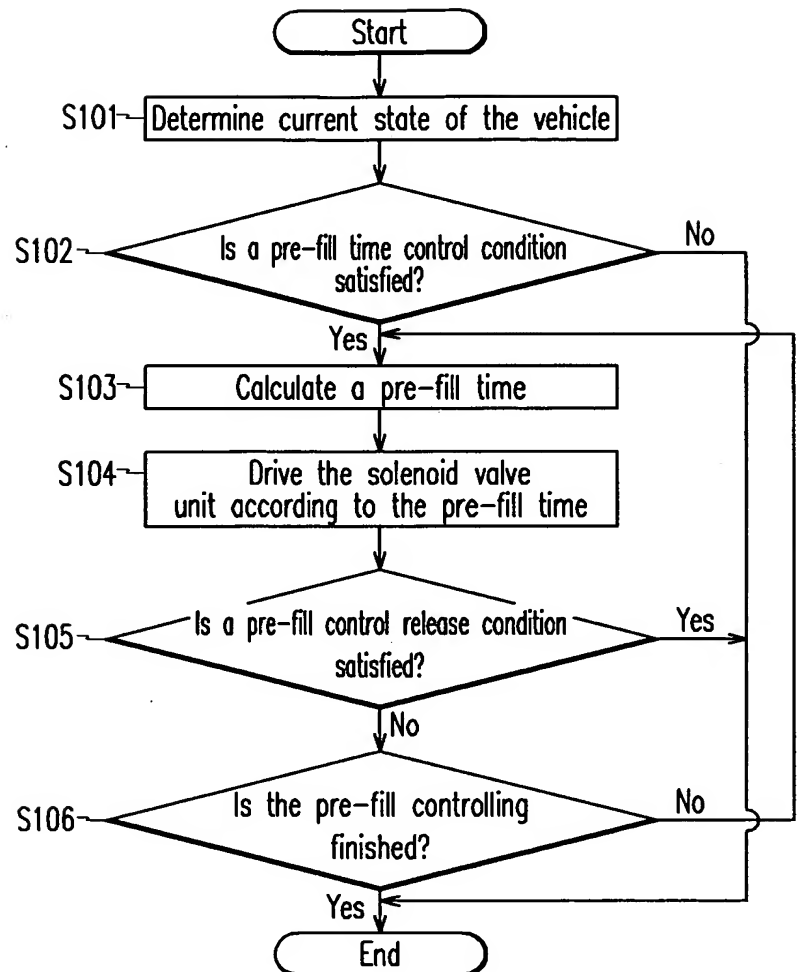 Start
S101
Determine current state of the vehicle
S102
Is a pre-fill time control condition
satisfied?
No
Yes
S103
Calculate a pre-fill time
S104
Drive the solenoid valve
unit according to the pre-fill time
S105
Is a pre-fill control release condition
satisfied?
Yes
No
S106
Is the pre-fill controlling
finished?
No
Yes
End